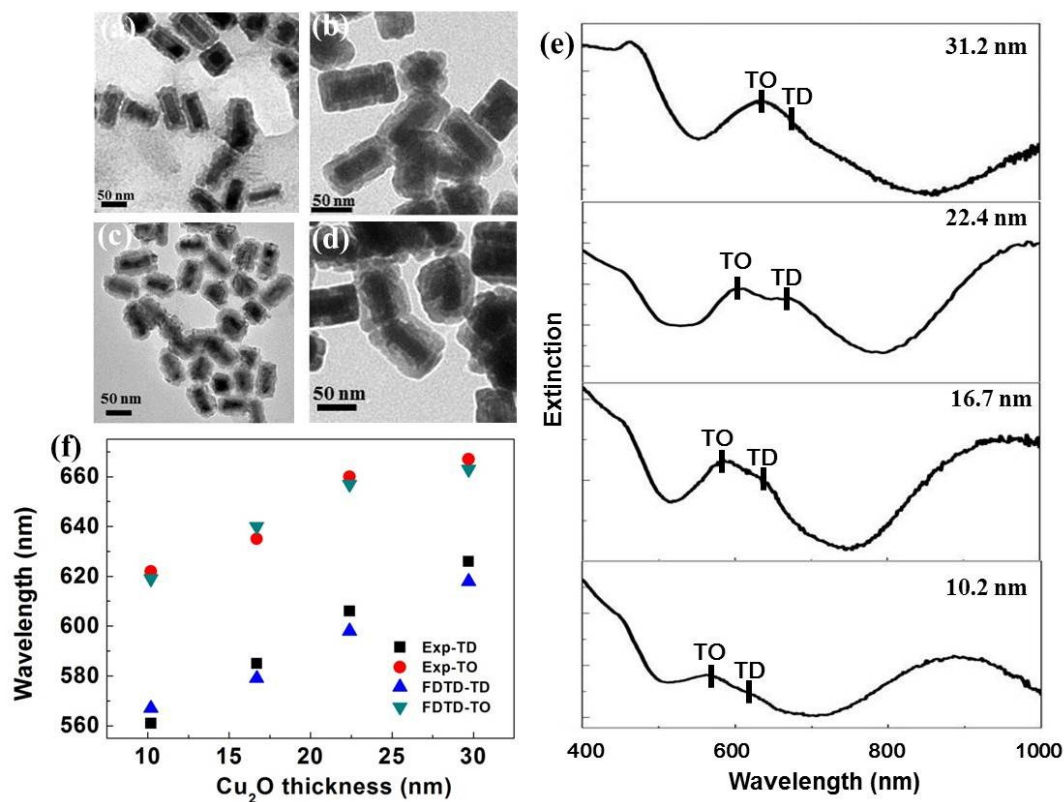 (a)
50 nm
(b)
50 nm
(c)
50 nm
(d)
50 nm
(e)
31.2 nm
TO
TD
22.4 nm
TO
TD
16.7 nm
TO
TD
10.2 nm
TO
TD
Extinction
400
600
800
1000
Wavelength (nm)
(f)
660
640
620
600
580
560
Wavelength (nm)
Exp-TD
Exp-TO
FDTD-TD
FDTD-TO
10
15
20
25
30
Cu₂O thickness (nm)